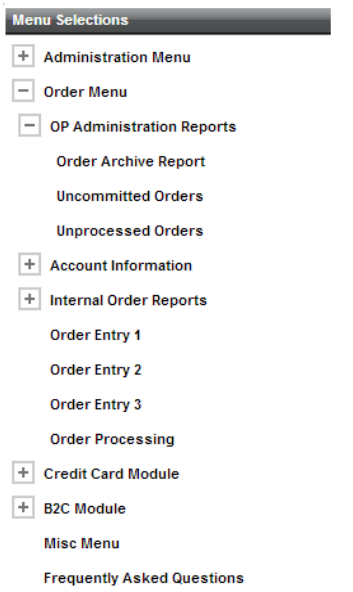 Menu Selections
Administration Menu
Order Menu
OP Administration Reports
Order Archive Report
Uncommitted Orders
Unprocessed Orders
Account Information
Internal Order Reports
Order Entry 1
Order Entry 2
Order Entry 3
Order Processing
Credit Card Module
B2C Module
Misc Menu
Frequently Asked Questions